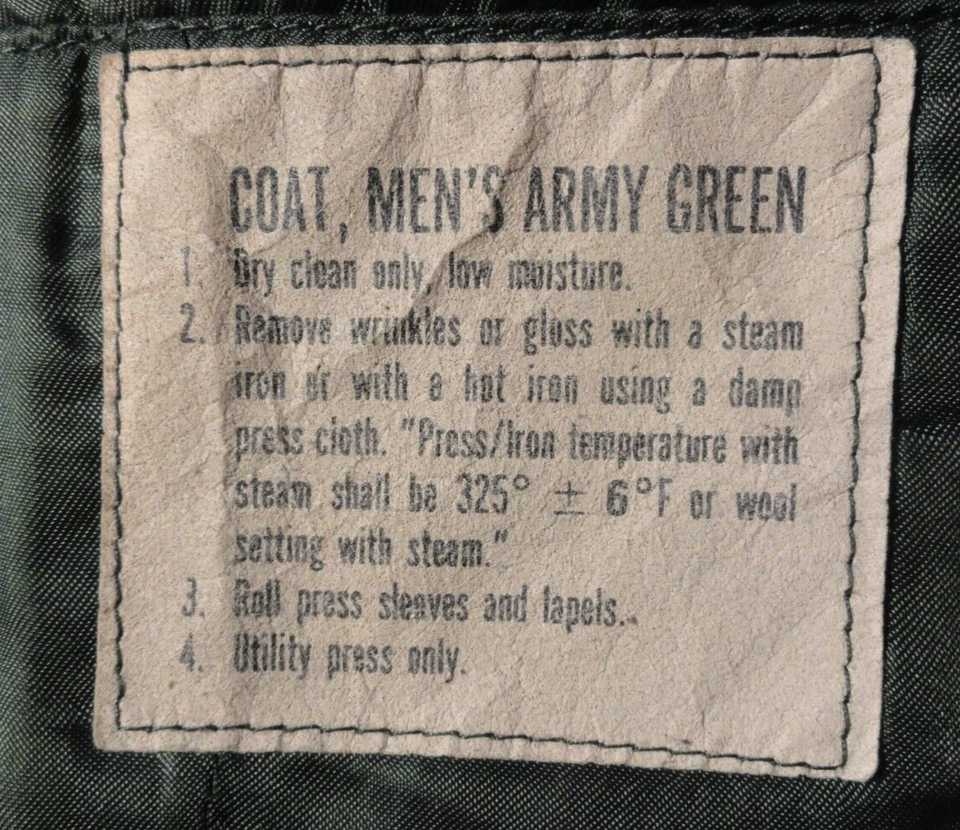 COAT, MEN'S ARMY GREEN
1. Dry clean only, low moisture.
2. Remove wrinkles or gloss with a steam
iron or with a hot iron using a damp
press cloth. "Press/Iron temperature with
steam shall be 325° ± 6°F or wool
setting with steam."
3. Roll press sleeves and lapels.
4. Utility press only.